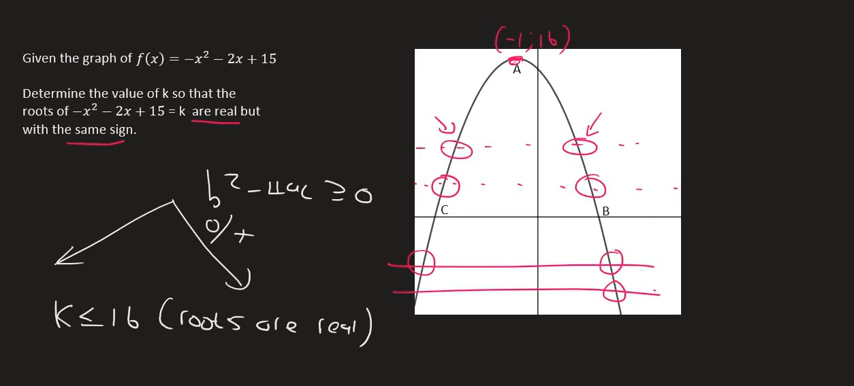 Given the graph of f(x) = −x² − 2x + 15
Determine the value of k so that the
roots of −x² − 2x + 15 = k are real but
with the same sign.
b² - 4ac ≥ 0
0/+
K ≤ 16 (roots are real)
(-1;16)
A
C
B